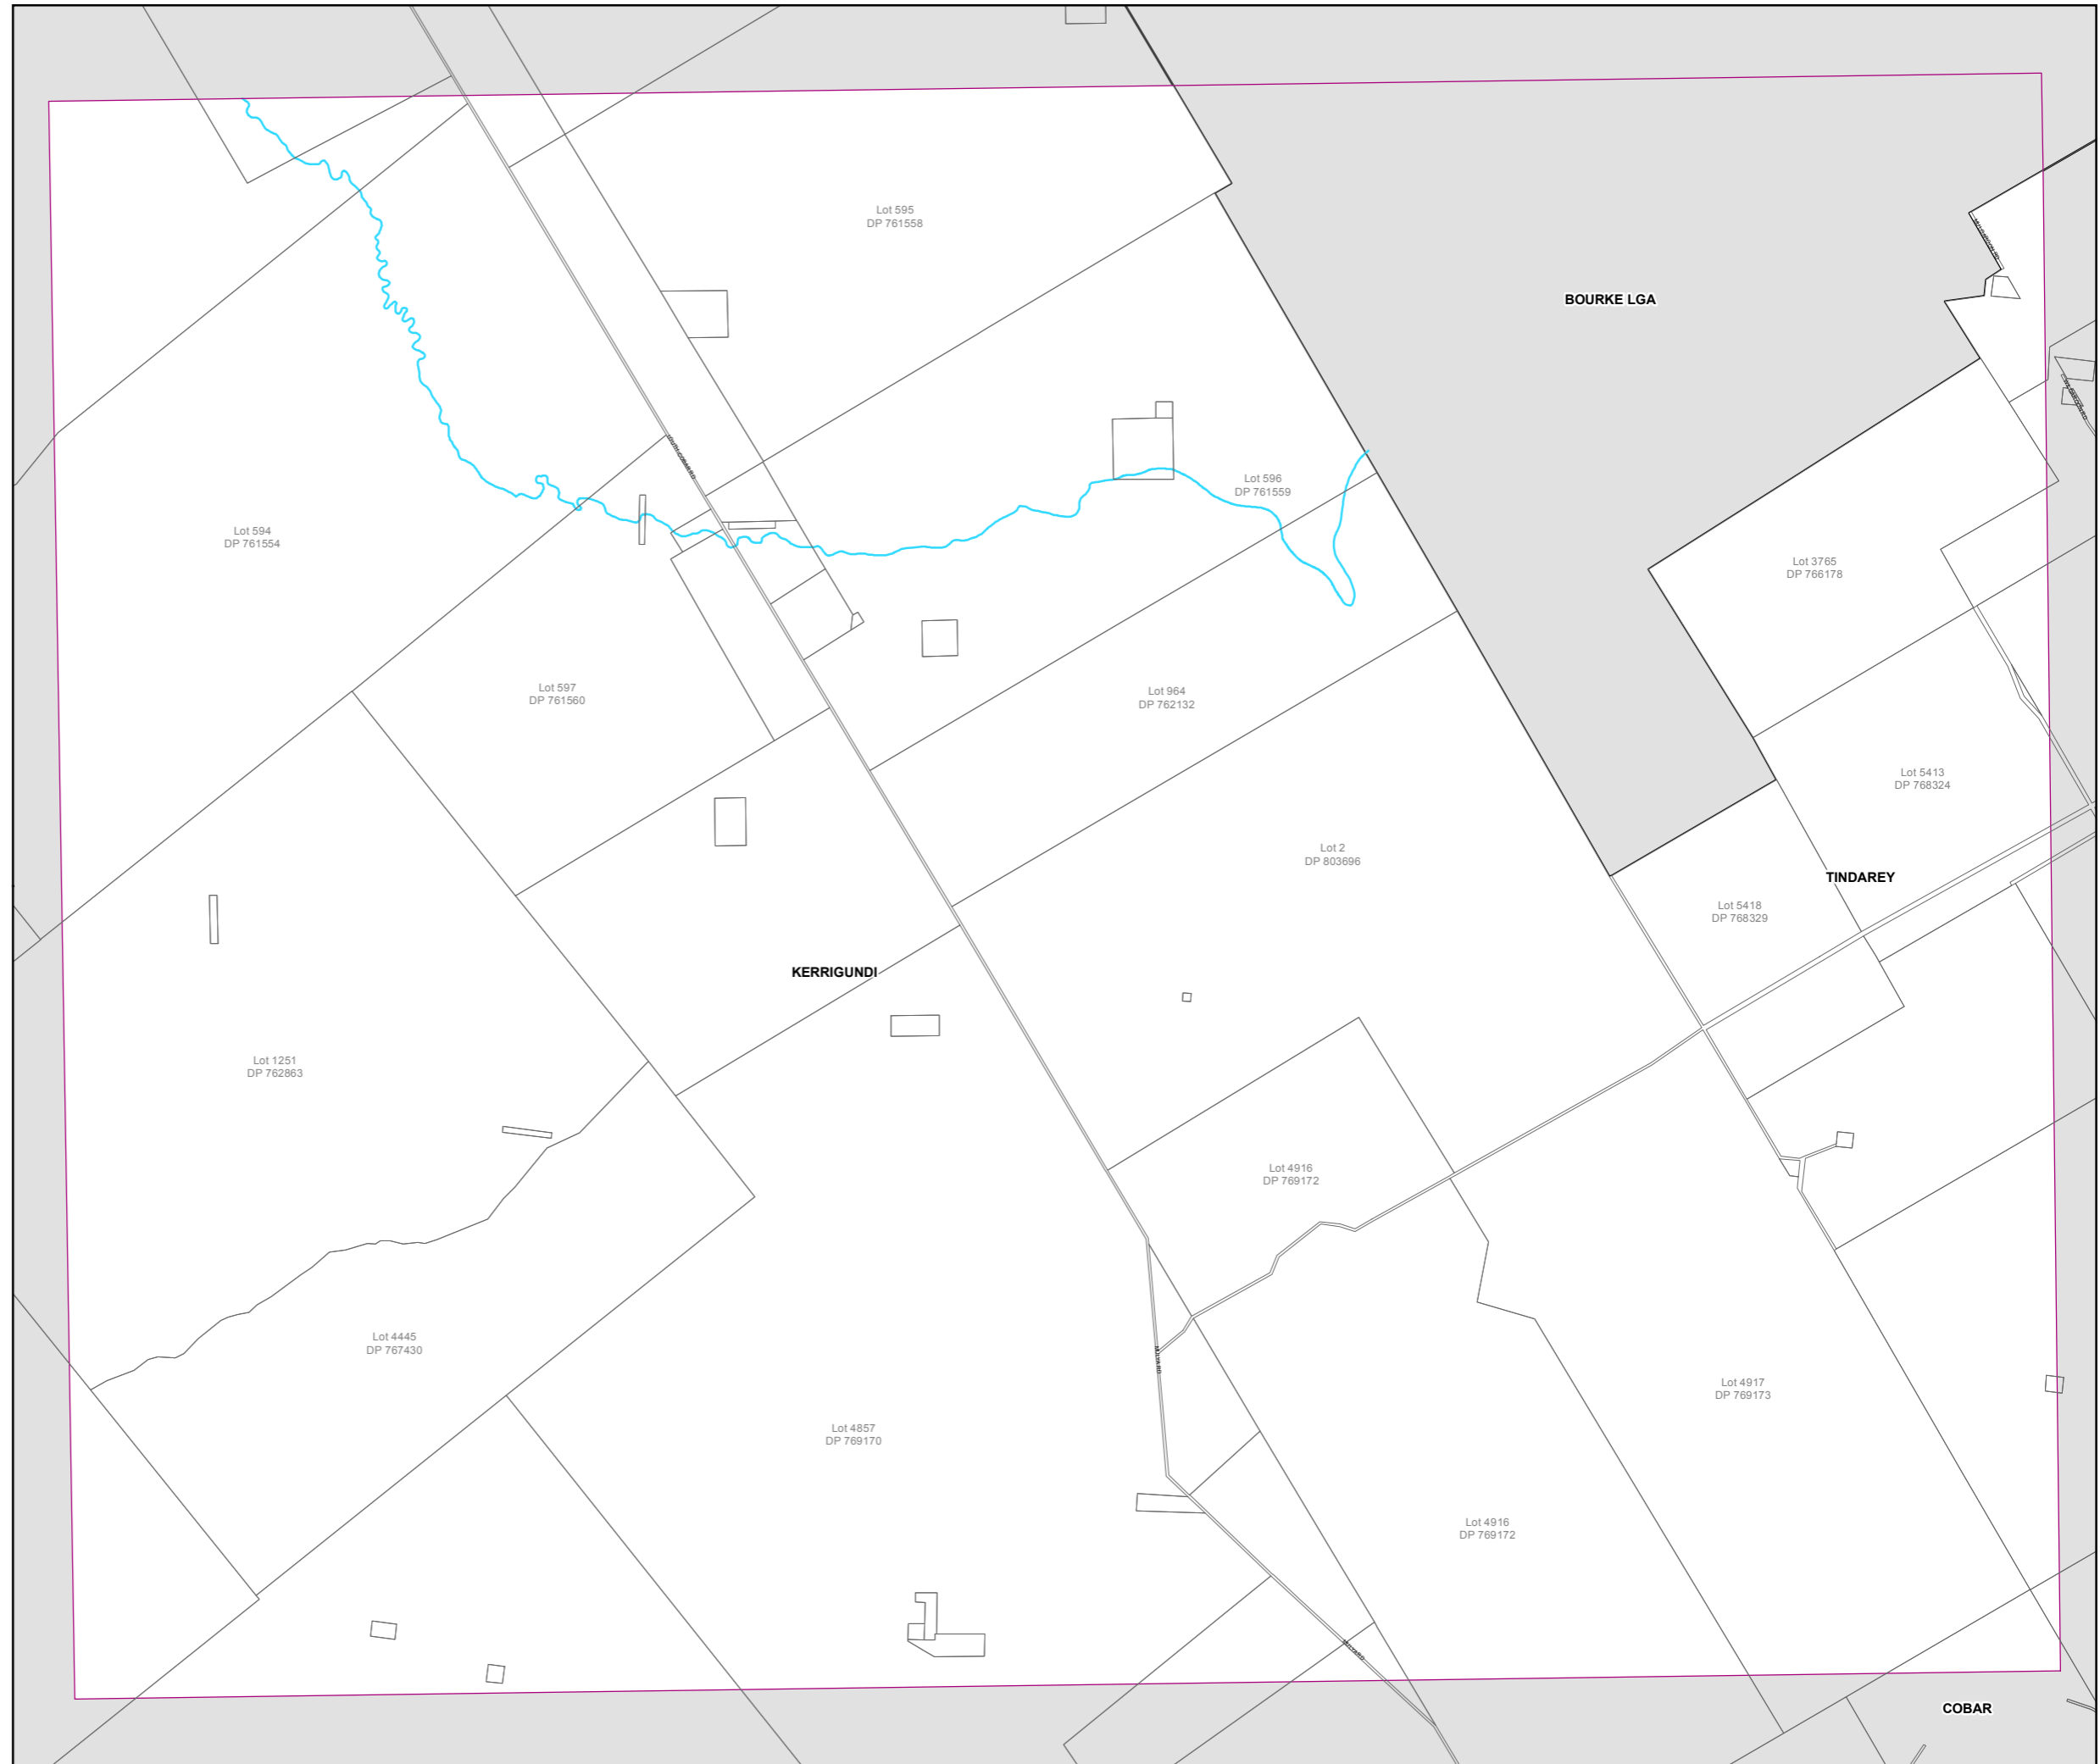 Lot 595
DP 761558
BOURKE LGA
Lot 596
DP 761559
Lot 594
DP 761554
Lot 3765
DP 766178
Lot 597
DP 761560
Lot 964
DP 762132
Lot 5413
DP 768324
Lot 2
DP 803696
TINDAREY
Lot 5418
DP 768329
KERRIGUNDI
Lot 1251
DP 762863
Lot 4916
DP 769172
Lot 4445
DP 767430
Lot 4917
DP 769173
Lot 4857
DP 769170
Lot 4916
DP 769172
COBAR